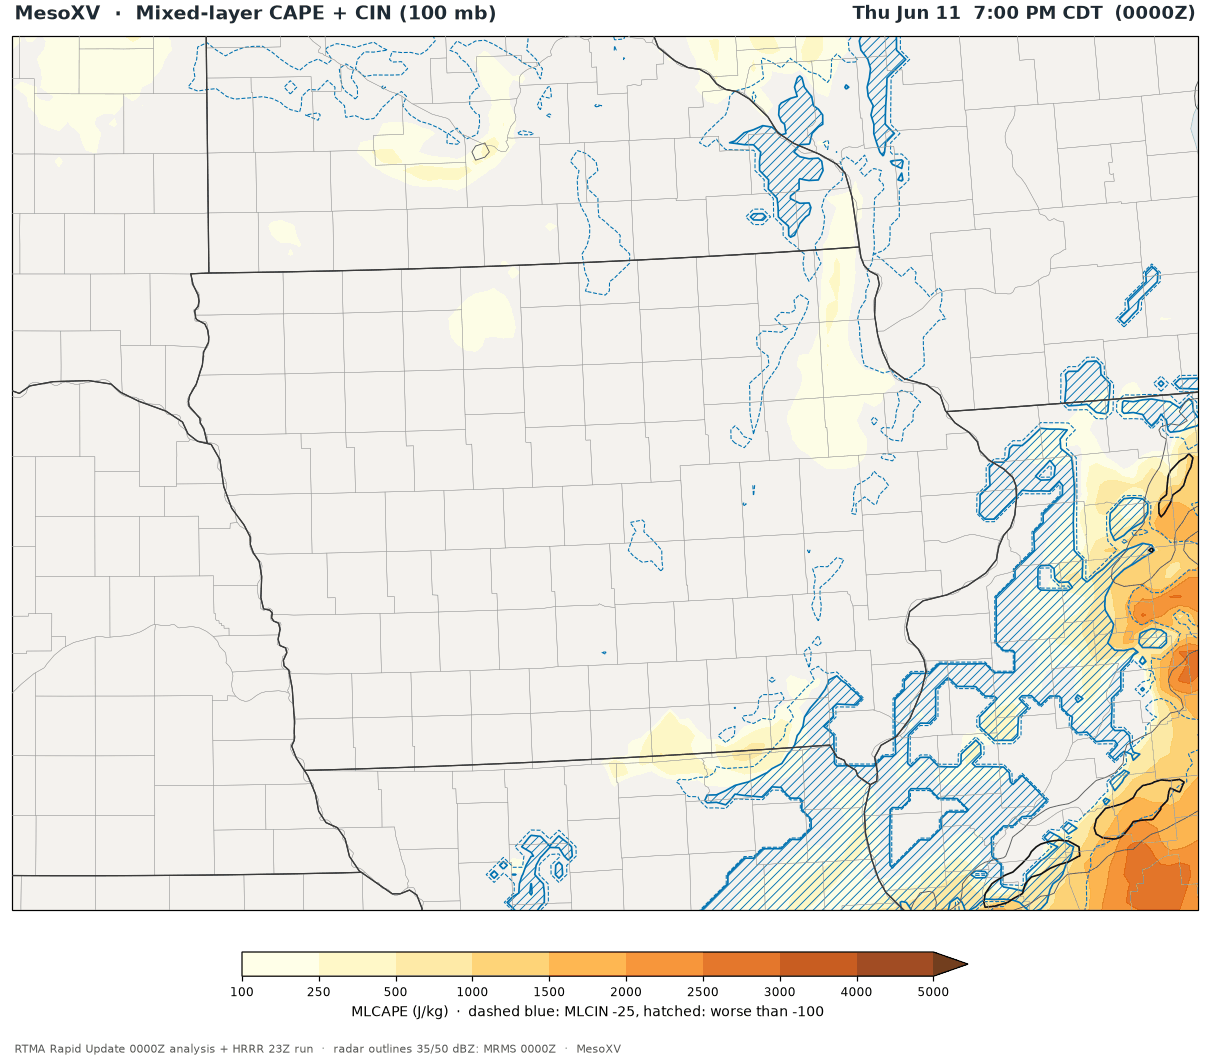 MesoXV · Mixed-layer CAPE + CIN (100 mb)
Thu Jun 11 7:00 PM CDT (0000Z)
100 250 500 1000 1500 2000 2500 3000 4000 5000
MLCAPE (J/kg) · dashed blue: MLCIN -25, hatched: worse than -100
RTMA Rapid Update 0000Z analysis + HRRR 23Z run · radar outlines 35/50 dBZ: MRMS 0000Z · MesoXV